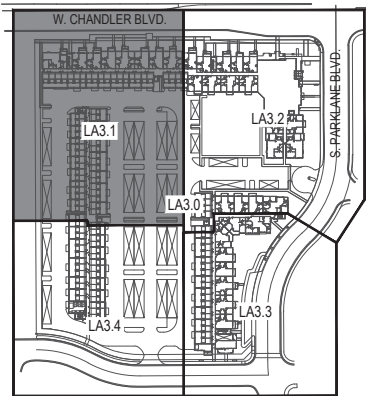 W. CHANDLER BLVD.
S. PARKLANE BLVD.
LA3.1
LA3.2
LA3.0
LA3.3
LA3.4